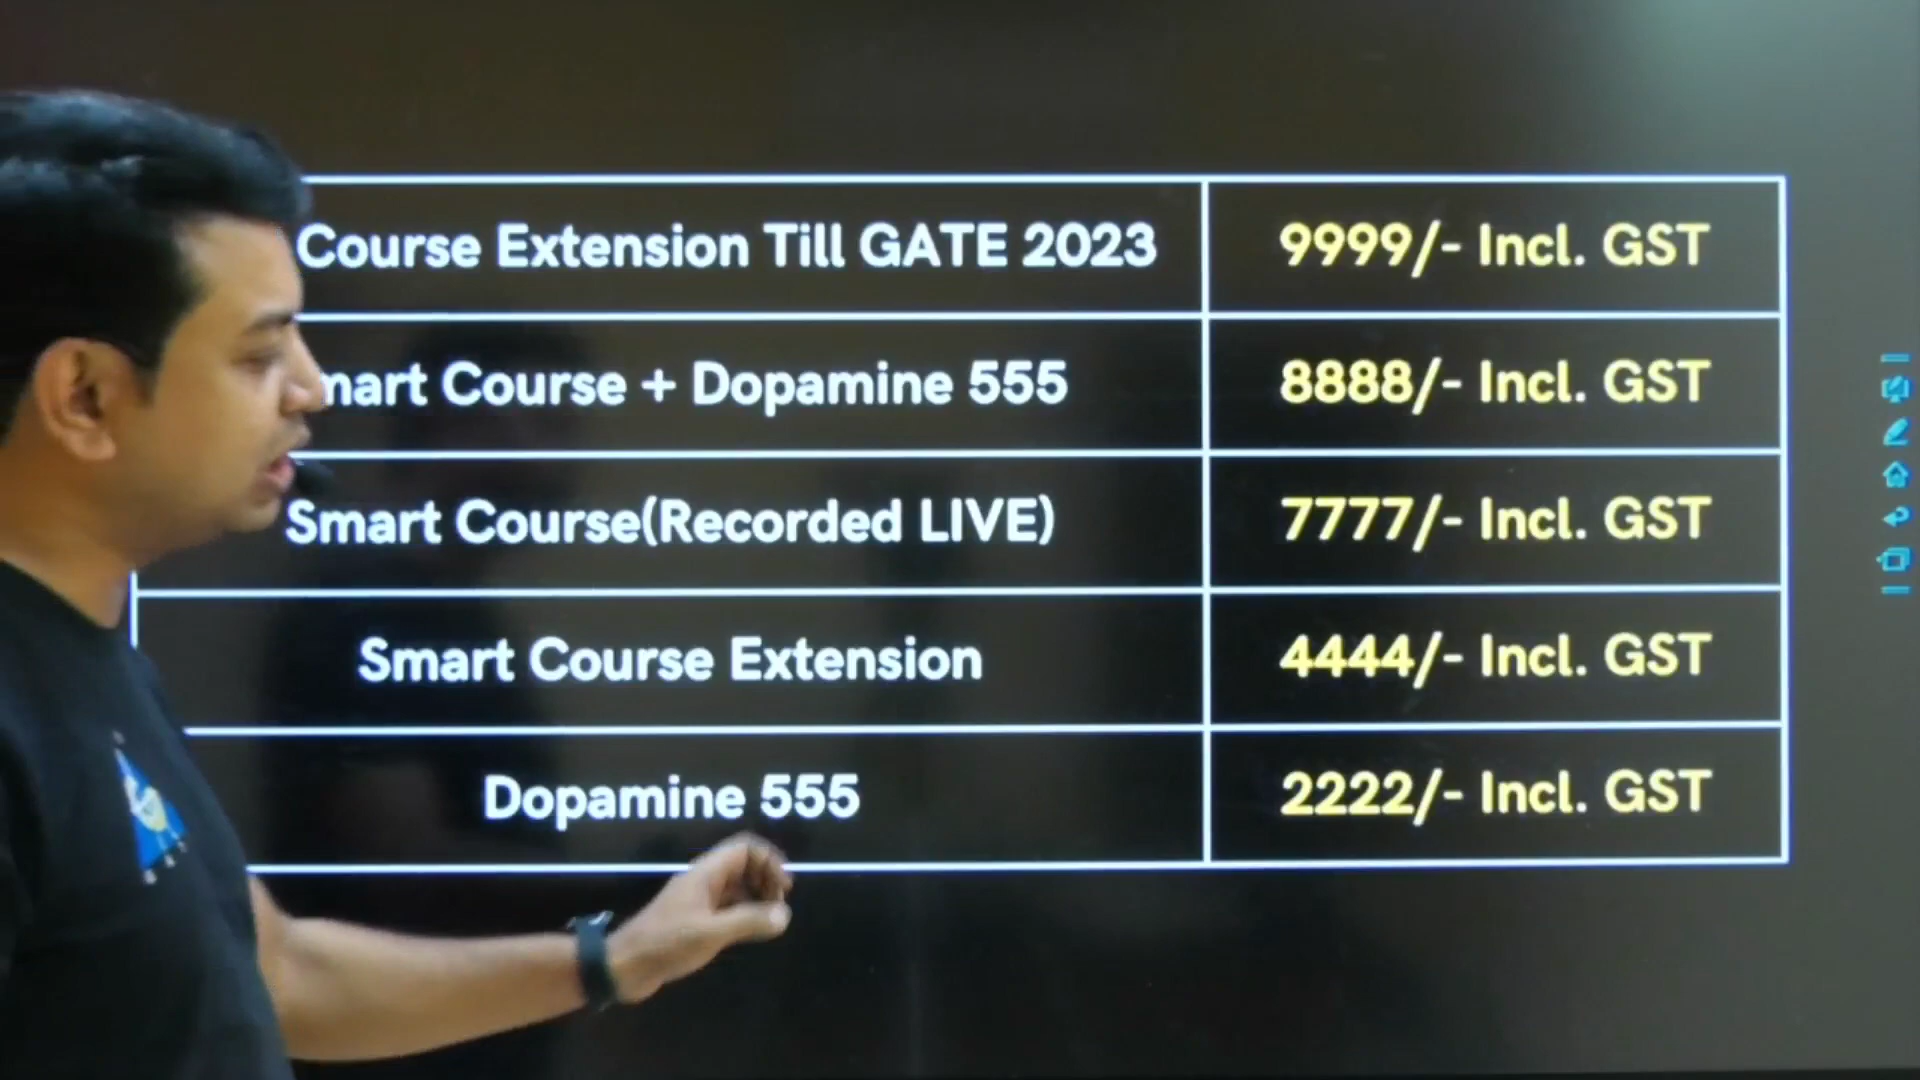 Course Extension Till GATE 2023 9999/- Incl. GST
mart Course + Dopamine 555 8888/- Incl. GST
Smart Course(Recorded LIVE) 7777/- Incl. GST
Smart Course Extension 4444/- Incl. GST
Dopamine 555 2222/- Incl. GST